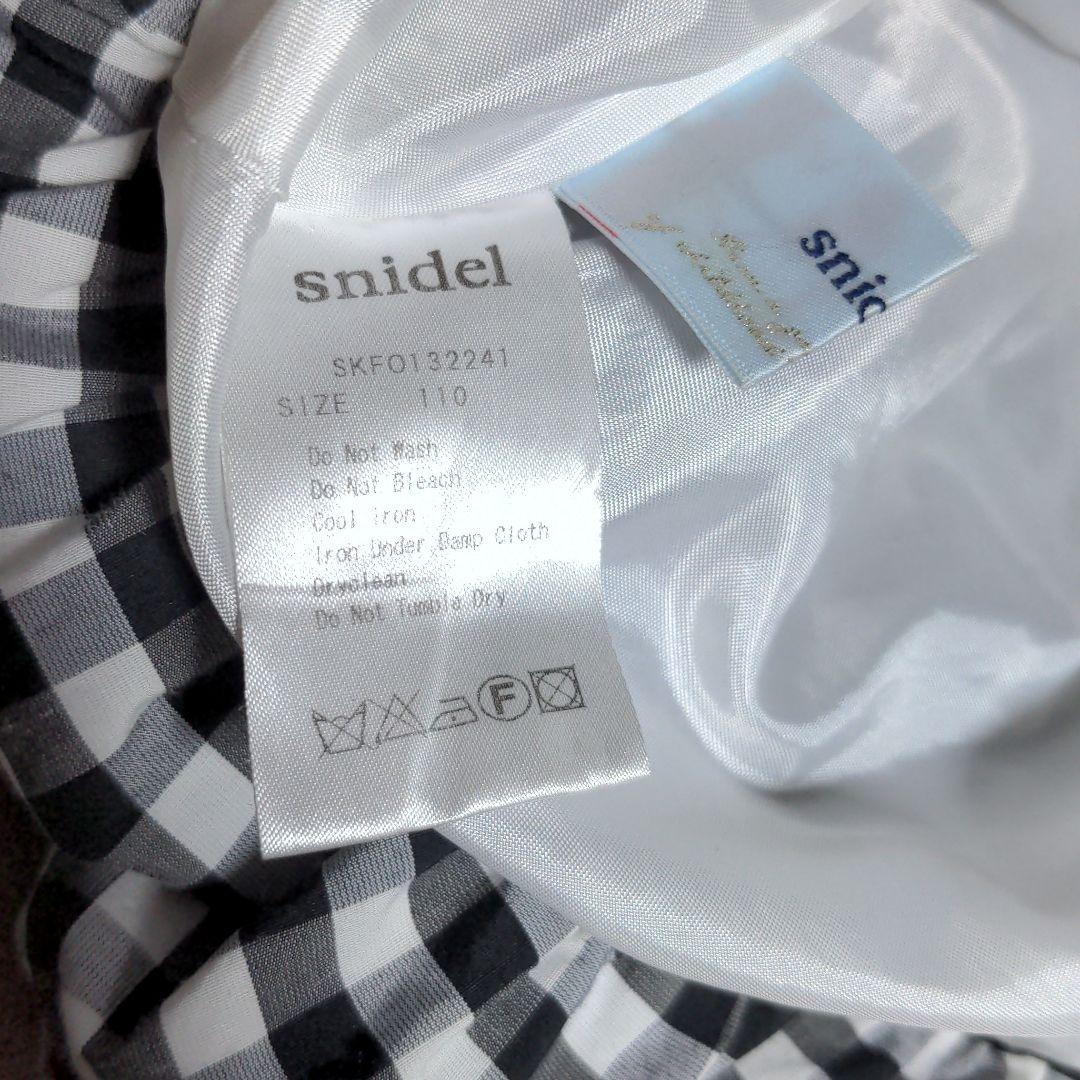 snidel
SKFO132241
SIZE 110
Do Not Wash
Do Not Bleach
Cool iron
Iron Under Damp Cloth
Dryclean
Do Not Tumble Dry
F
snid